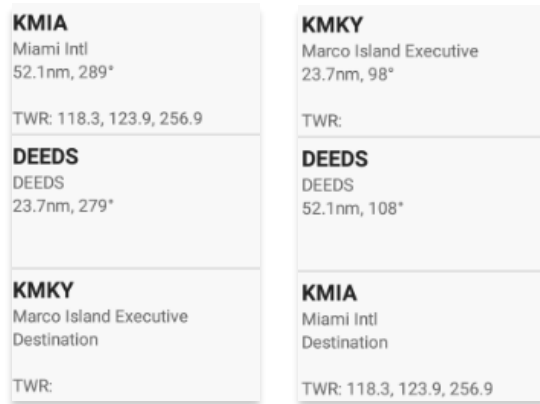 KMIA
Miami Intl
52.1nm, 289°
TWR: 118.3, 123.9, 256.9
DEEDS
DEEDS
23.7nm, 279°
KMKY
Marco Island Executive
Destination
TWR:
KMKY
Marco Island Executive
23.7nm, 98°
TWR:
DEEDS
DEEDS
52.1nm, 108°
KMIA
Miami Intl
Destination
TWR: 118.3, 123.9, 256.9